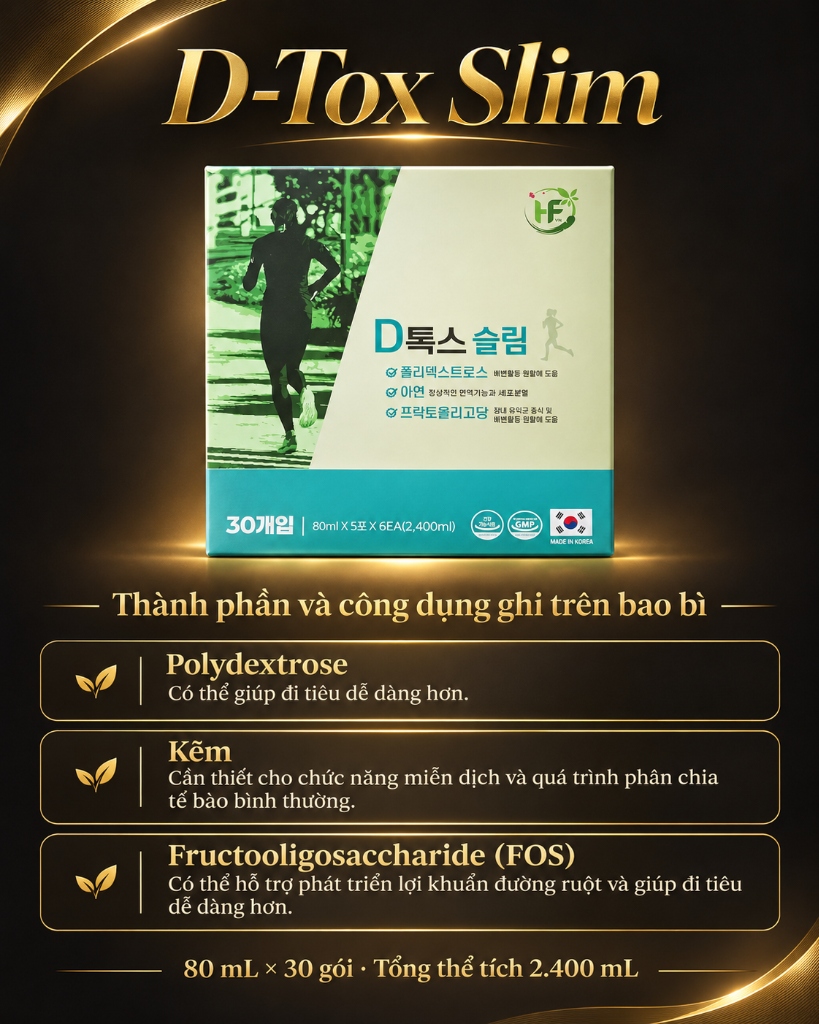 D-Tox Slim
HF
D톡스 슬림
폴리덱스트로스 배변활동 원활에 도움
아연 정상적인 면역기능과 세포분열
프락토올리고당 장내 유익균 증식 및
배변활동 원활에 도움
30개입 | 80ml X 5포 X 6EA(2,400ml)
건강
기능식품
GMP
MADE IN KOREA
Thành phần và công dụng ghi trên bao bì
Polydextrose
Có thể giúp đi tiêu dễ dàng hơn.
Kẽm
Cần thiết cho chức năng miễn dịch và quá trình phân chia
tế bào bình thường.
Fructooligosaccharide (FOS)
Có thể hỗ trợ phát triển lợi khuẩn đường ruột và giúp đi tiêu
dễ dàng hơn.
80 mL × 30 gói · Tổng thể tích 2.400 mL